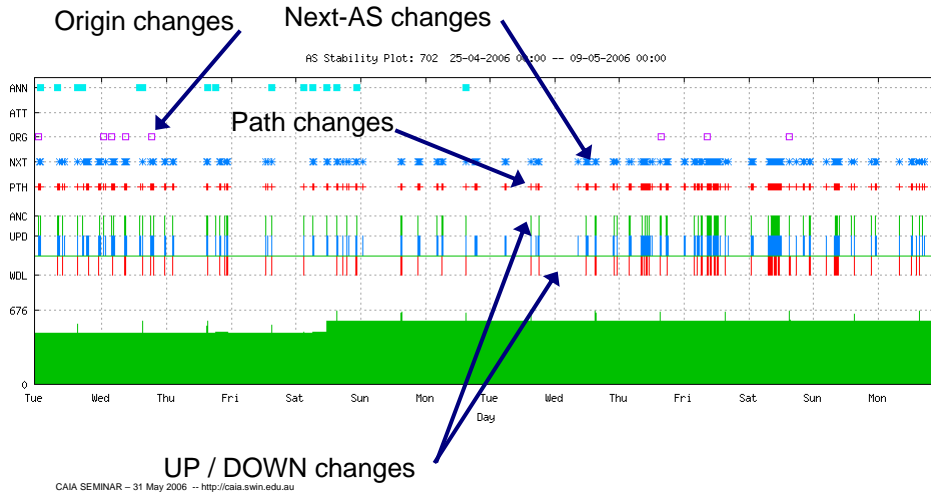 Origin changes
Next-AS changes
AS Stability Plot: 702 25-04-2006 00:00 -- 09-05-2006 00:00
ANN
ATT
Path changes
ORG
NXT
PTH
ANC
UPD
WDL
676
0
Tue Wed Thu Fri Sat Sun Mon Tue Wed Thu Fri Sat Sun Mon
Day
UP / DOWN changes
CAIA SEMINAR – 31 May 2006 -- http://caia.swin.edu.au